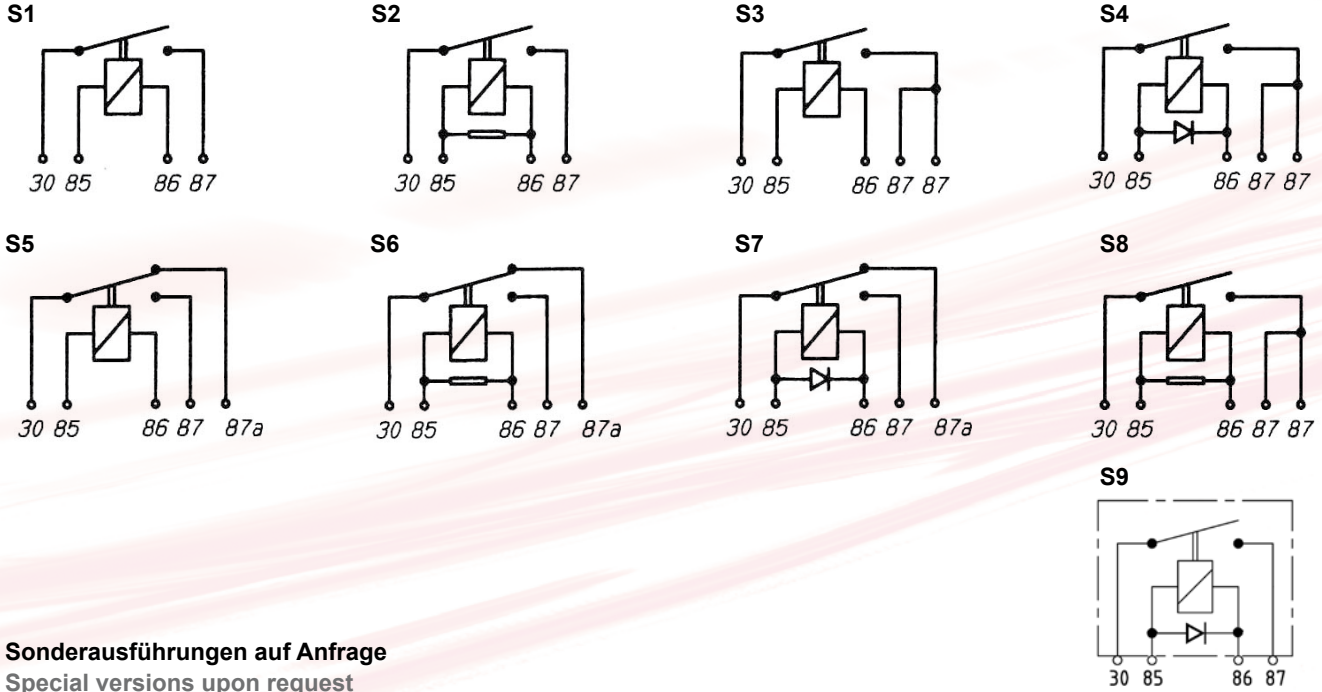 S1 S2 S3 S4
30 85 86 87 30 85 86 87 30 85 86 87 87 30 85 86 87 87
S5 S6 S7 S8
30 85 86 87 87a 30 85 86 87 87a 30 85 86 87 87a 30 85 86 87 87
S9
30 85 86 87
Sonderausführungen auf Anfrage
Special versions upon request